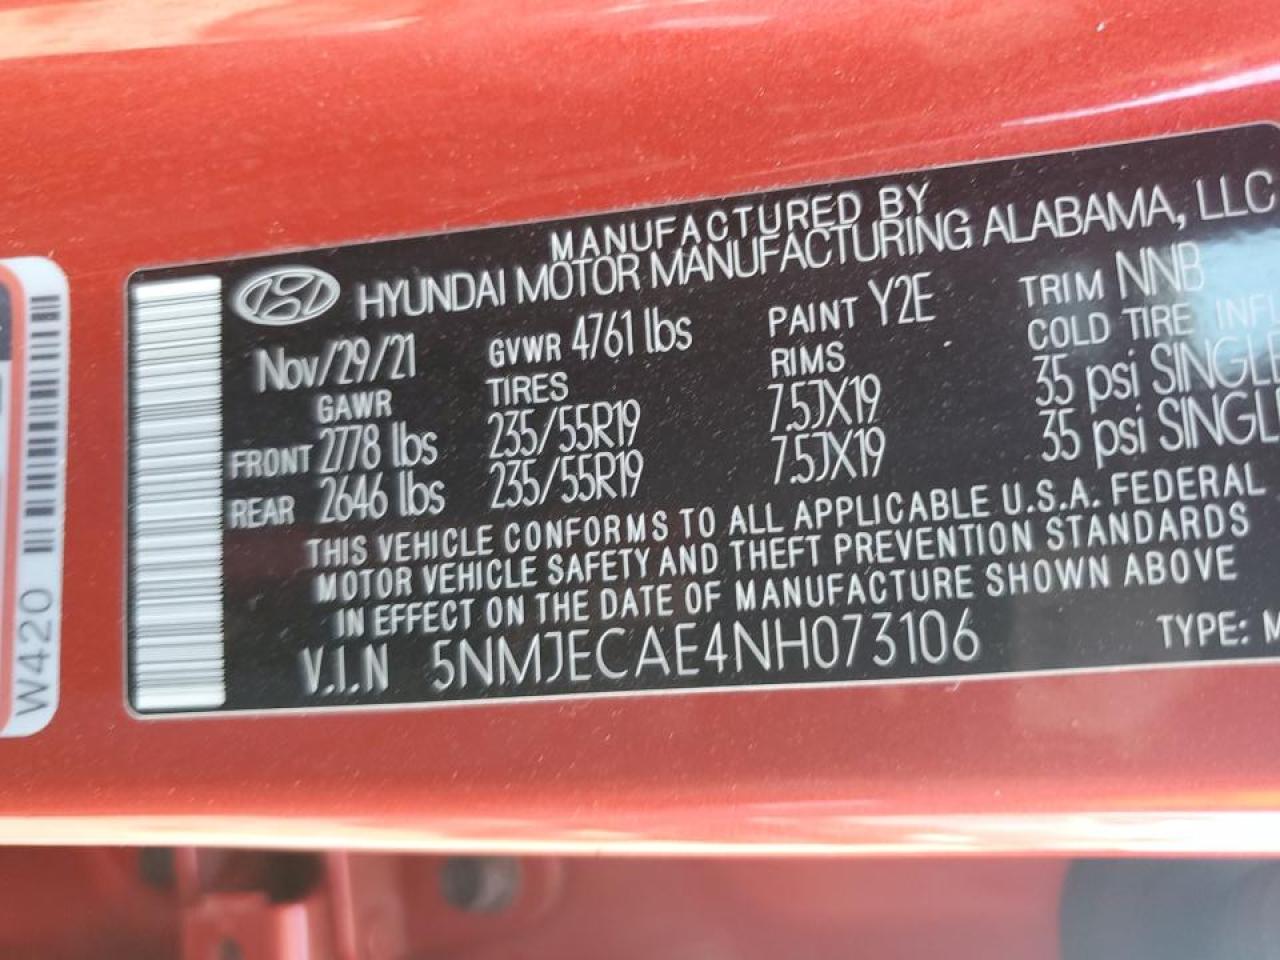 MANUFACTURED BY
HYUNDAI MOTOR MANUFACTURING ALABAMA, LLC
Nov/29/21 GVWR 4761 lbs PAINT Y2E TRIM NNB
GAWR TIRES RIMS COLD TIRE INFL
FRONT 2778 lbs 235/55R19 7.5JX19 35 psi SINGLE
REAR 2646 lbs 235/55R19 7.5JX19 35 psi SINGL
THIS VEHICLE CONFORMS TO ALL APPLICABLE U.S.A. FEDERAL
MOTOR VEHICLE SAFETY AND THEFT PREVENTION STANDARDS
IN EFFECT ON THE DATE OF MANUFACTURE SHOWN ABOVE
V.I.N 5NMJECAE4NH073106 TYPE: M
W420